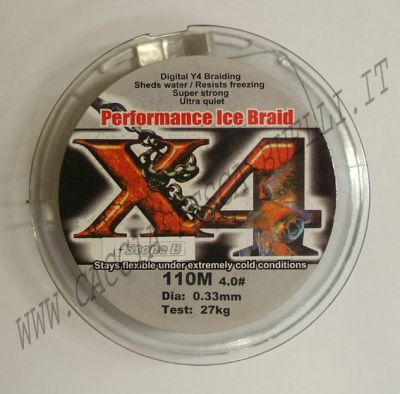 Digital Y4 Braiding
Sheds water / Resists freezing
Super strong
Ultra quiet
Performance Ice Braid
X4
Stone B
Stays flexible under extremely cold conditions
110M 4.0#
Dia: 0.33mm
Test: 27kg